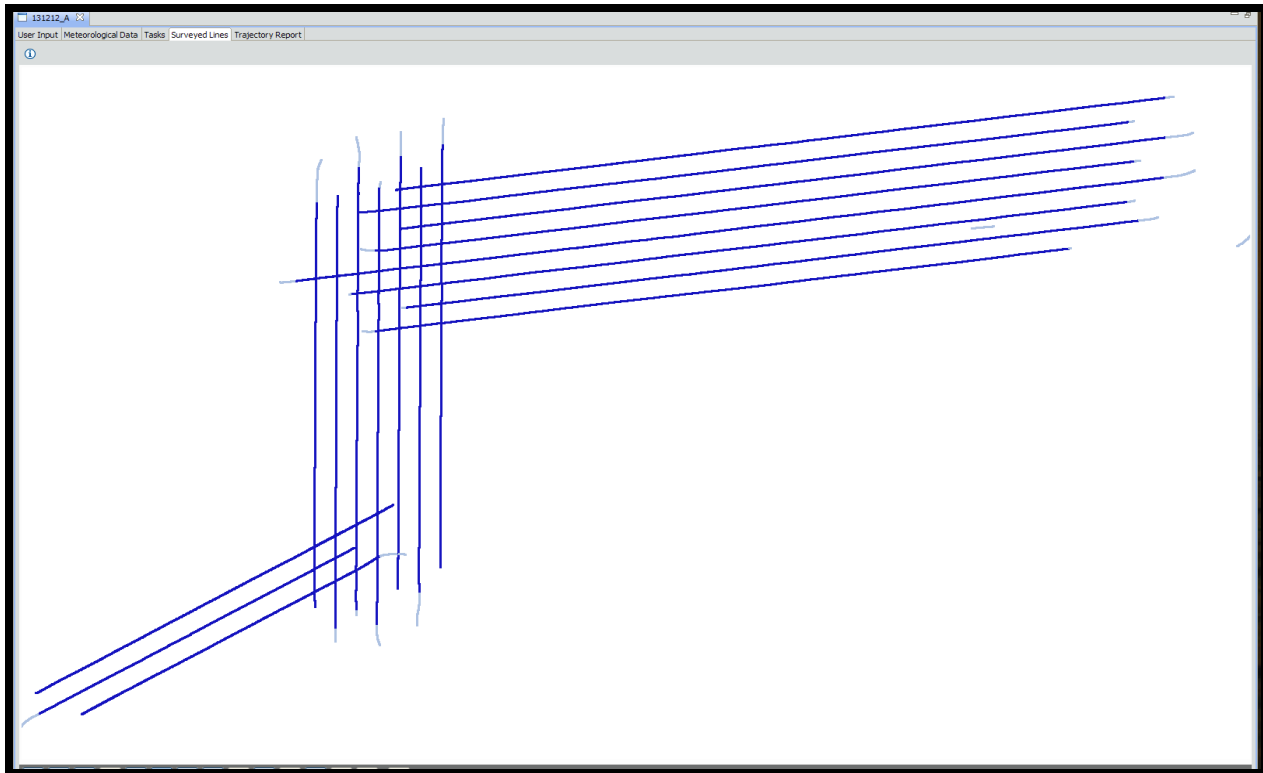 131212_A
User Input Meteorological Data Tasks Surveyed Lines Trajectory Report